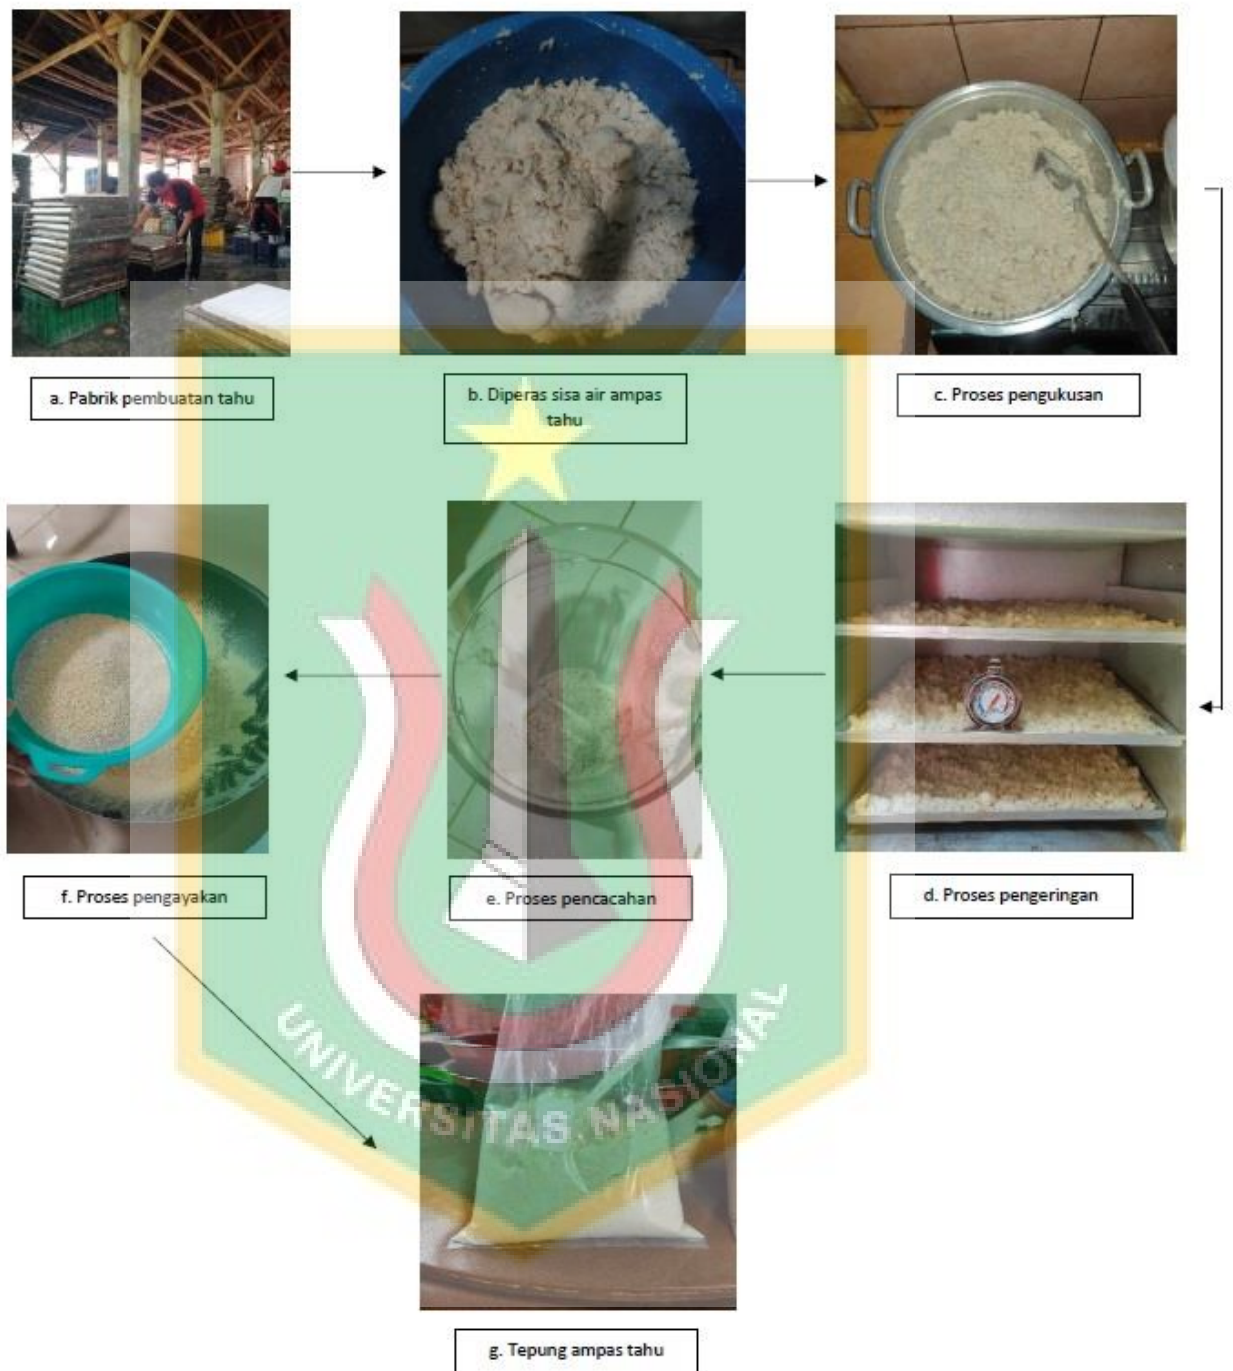 a. Pabrik pembuatan tahu
b. Diperas sisa air ampas
tahu
c. Proses pengukusan
f. Proses pengayakan
e. Proses pencacahan
d. Proses pengeringan
UNIVERSITAS NASIONAL
g. Tepung ampas tahu